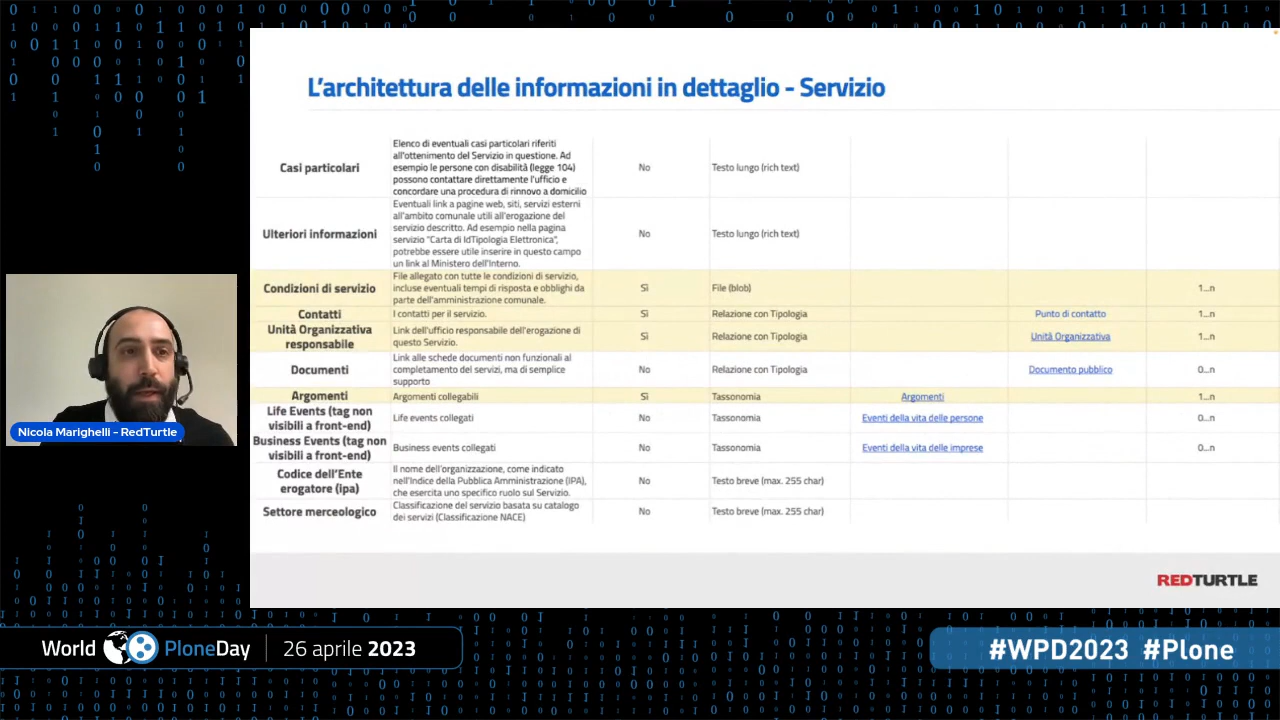 L'architettura delle informazioni in dettaglio - Servizio
Casi particolari
Elenco di eventuali casi particolari riferiti
all'ottenimento del Servizio in questione. Ad
esempio le persone con disabilità (legge 104)
possono contattare direttamente l'ufficio e
concordare una procedura di rinnovo a domicilio
No
Testo lungo (rich text)
Ulteriori informazioni
Eventuali link a pagine web, siti, servizi esterni
all'ambito comunale utili all'erogazione del
servizio descritto. Ad esempio nella pagina
servizio "Carta di IdTipologia Elettronica",
potrebbe essere utile inserire in questo campo
un link al Ministero dell'Interno.
No
Testo lungo (rich text)
Condizioni di servizio
File allegato con tutte le condizioni di servizio,
incluse eventuali tempi di risposta e obblighi da
parte dell'amministrazione comunale.
Sì
File (blob)
1...n
Contatti
I contatti per il servizio.
Sì
Relazione con Tipologia
Punto di contatto
1...n
Unità Organizzativa
responsabile
Link dell'ufficio responsabile dell'erogazione di
questo Servizio.
Sì
Relazione con Tipologia
Unità Organizzativa
1...n
Documenti
Link alle schede documenti non funzionali al
completamento del servizi, ma di semplice
supporto
No
Relazione con Tipologia
Documento pubblico
0...n
Argomenti
Argomenti collegabili
Sì
Tassonomia
Argomenti
1...n
Life Events (tag non
visibili a front-end)
Life events collegati
No
Tassonomia
Eventi della vita delle persone
0...n
Business Events (tag non
visibili a front-end)
Business events collegati
No
Tassonomia
Eventi della vita delle imprese
0...n
Codice dell'Ente
erogatore (ipa)
Il nome dell'organizzazione, come indicato
nell'Indice della Pubblica Amministrazione (IPA),
che esercita uno specifico ruolo sul Servizio.
No
Testo breve (max. 255 char)
Settore merceologico
Classificazione del servizio basata su catalogo
dei servizi (Classificazione NACE)
No
Testo breve (max. 255 char)
REDTURTLE
Nicola Marighelli - RedTurtle
World PloneDay 26 aprile 2023
#WPD2023 #Plone